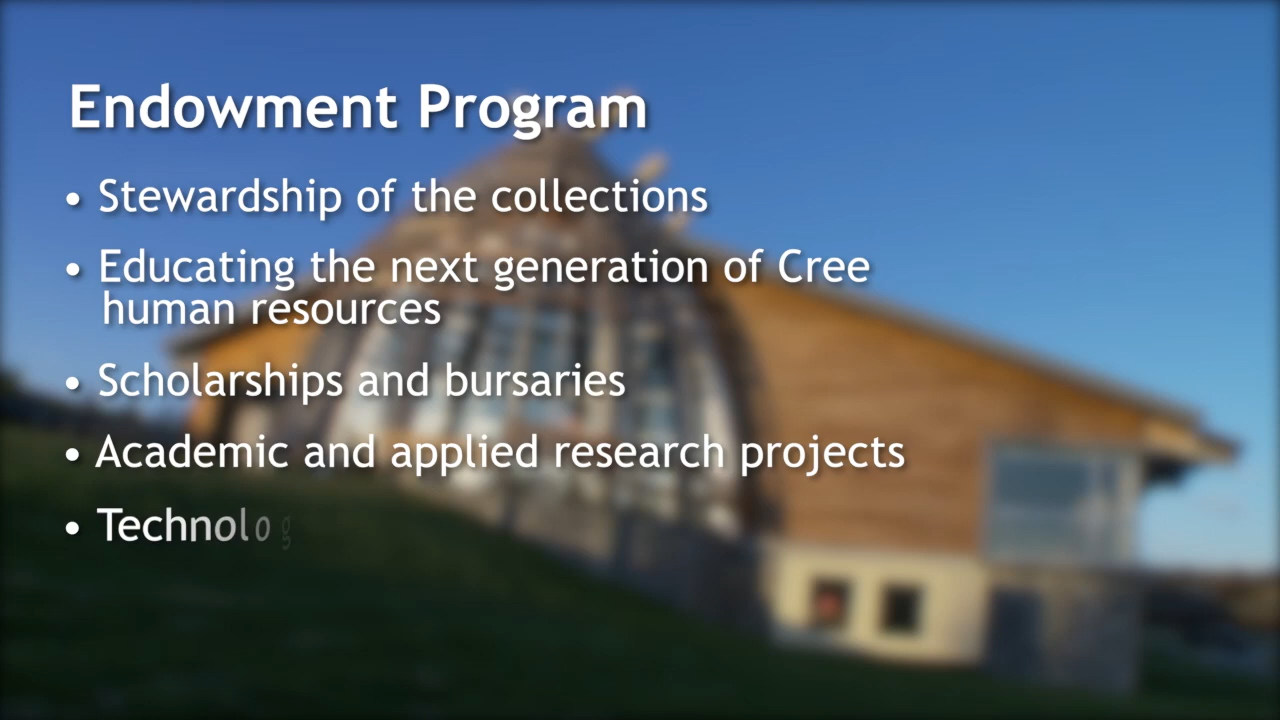 Endowment Program
• Stewardship of the collections
• Educating the next generation of Cree
human resources
• Scholarships and bursaries
• Academic and applied research projects
• Technolog